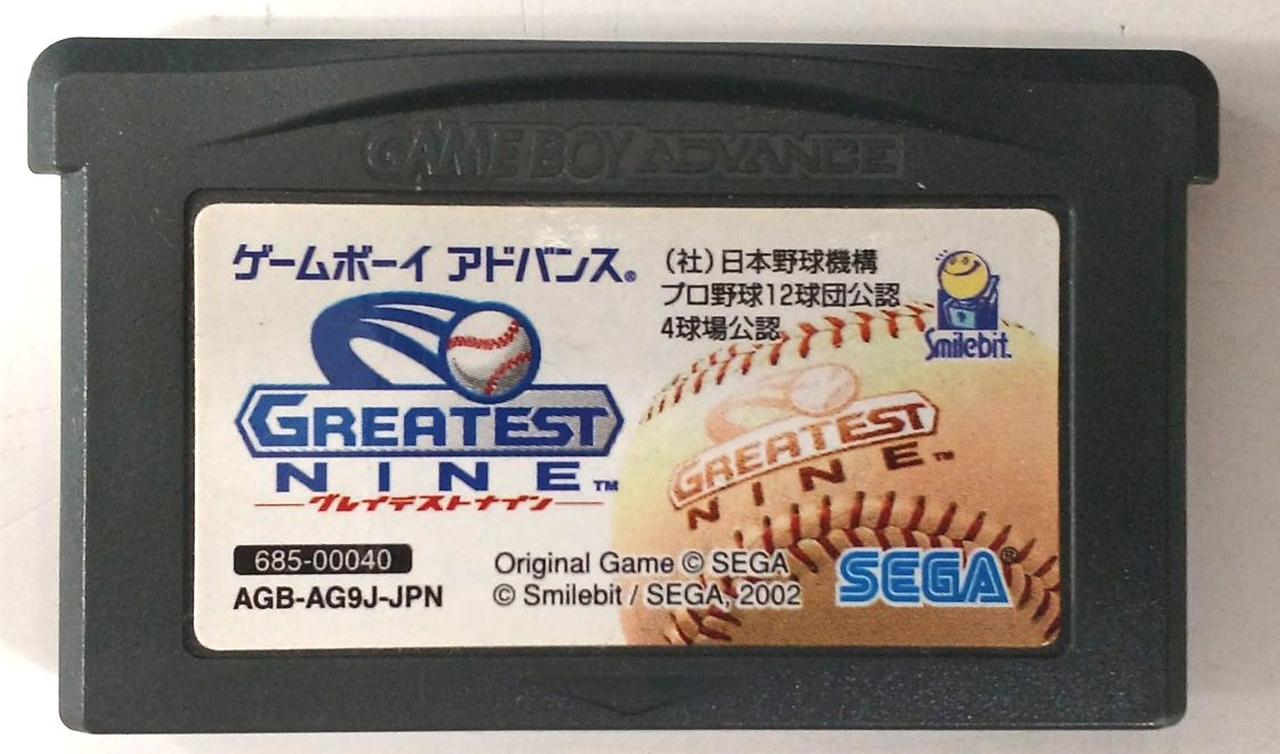 GAME BOY ADVANCE
ゲームボーイ アドバンス®
(社)日本野球機構
プロ野球12球団公認
4球場公認
Smilebit.
GREATEST
NINE™
グレイテストナイン
GREATEST
NINE™
685-00040
AGB-AG9J-JPN
Original Game © SEGA
© Smilebit / SEGA, 2002
SEGA®